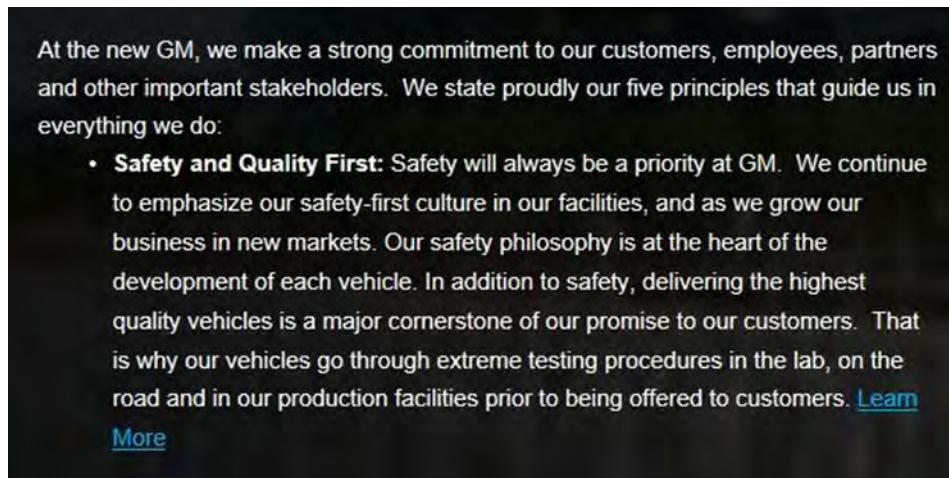 At the new GM, we make a strong commitment to our customers, employees, partners
and other important stakeholders.  We state proudly our five principles that guide us in
everything we do:
• Safety and Quality First: Safety will always be a priority at GM.  We continue
to emphasize our safety-first culture in our facilities, and as we grow our
business in new markets. Our safety philosophy is at the heart of the
development of each vehicle. In addition to safety, delivering the highest
quality vehicles is a major cornerstone of our promise to our customers.  That
is why our vehicles go through extreme testing procedures in the lab, on the
road and in our production facilities prior to being offered to customers. Learn
More